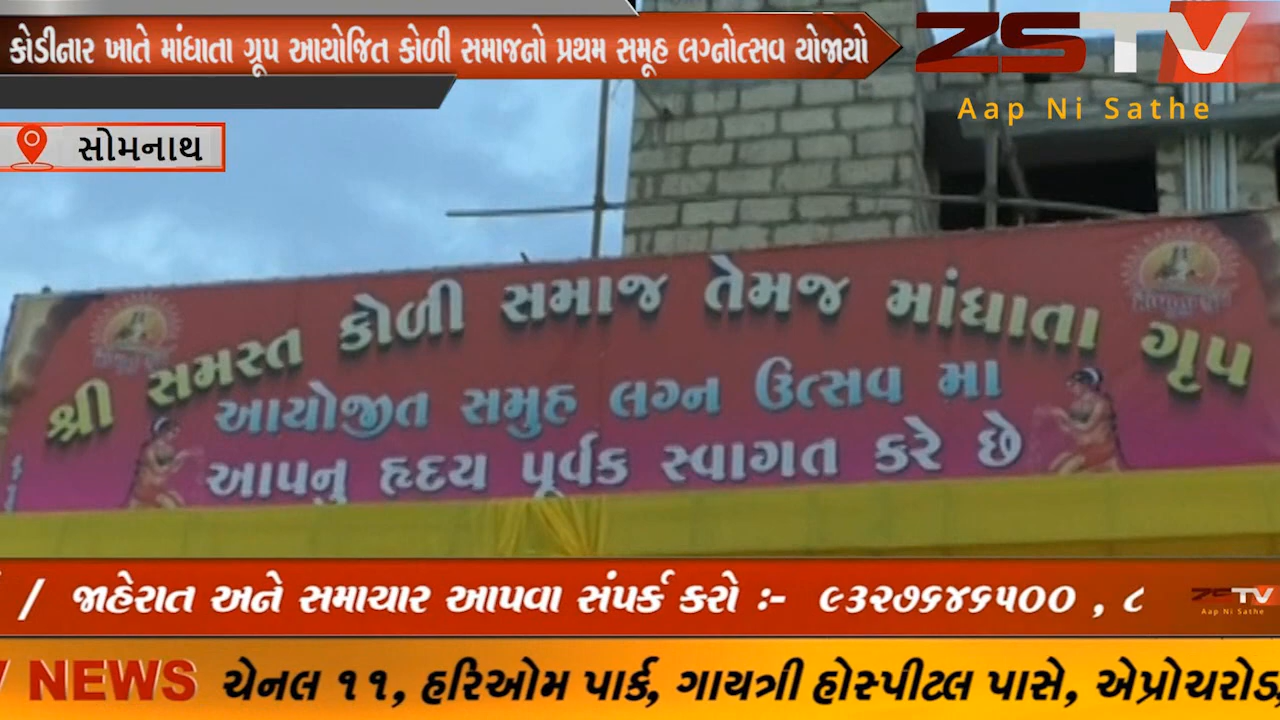 કોડીનાર ખાતે માંધાતા ગ્રૂપ આયોજિત કોળી સમાજનો પ્રથમ સમૂહ લગ્નોત્સવ યોજાયો
ZSTV
Aap Ni Sathe
સોમનાથ
શ્રી સમસ્ત કોળી સમાજ તેમજ માંધાતા ગૃપ
આયોજીત સમુહ લગ્ન ઉત્સવ મા
આપનુ હૃદય પૂર્વક સ્વાગત કરે છે
/ જાહેરાત અને સમાચાર આપવા સંપર્ક કરો :- ૯૩૨૭૬૪૬૫૦૦ , ૮
ZSTV
Aap Ni Sathe
V NEWS ચેનલ ૧૧, હરિઓમ પાર્ક, ગાયત્રી હોસ્પીટલ પાસે, એપ્રોચરોડ,